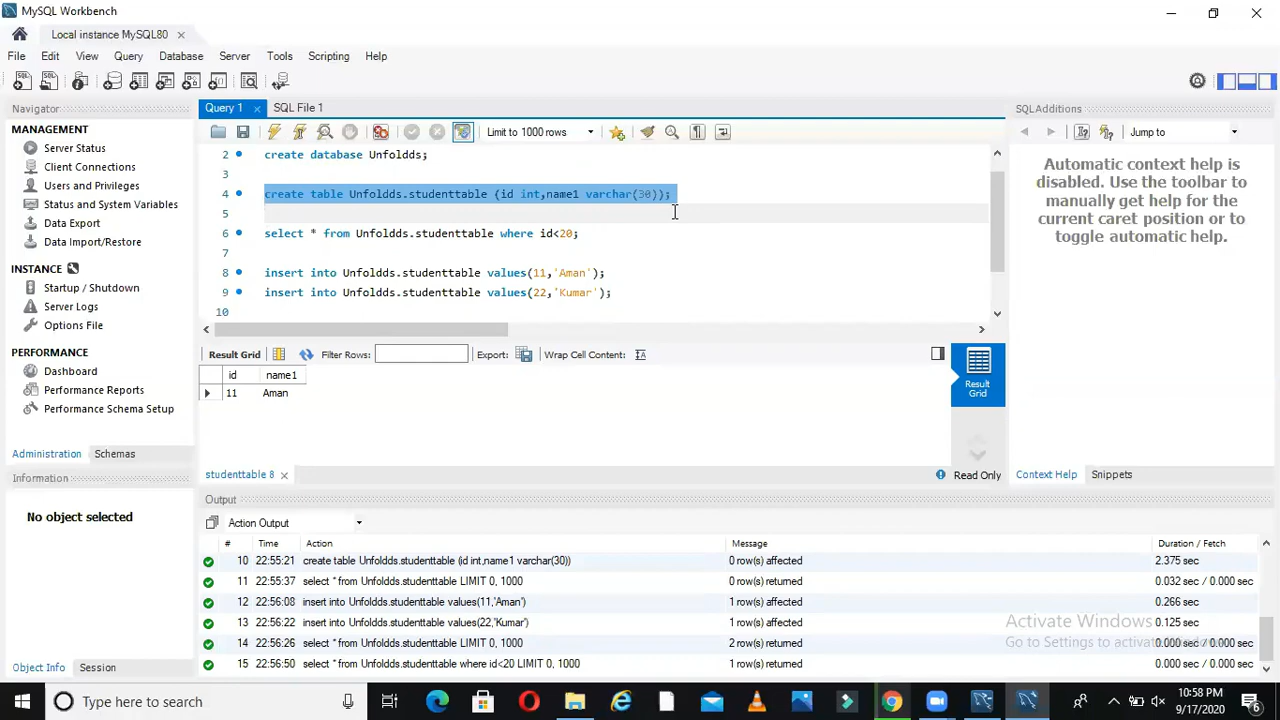 MySQL Workbench
Local instance MySQL80
File Edit View Query Database Server Tools Scripting Help
Navigator
MANAGEMENT
Server Status
Client Connections
Users and Privileges
Status and System Variables
Data Export
Data Import/Restore
INSTANCE
Startup / Shutdown
Server Logs
Options File
PERFORMANCE
Dashboard
Performance Reports
Performance Schema Setup
Administration Schemas
Information
No object selected
Object Info Session
Query 1 SQL File 1
Limit to 1000 rows
2 create database Unfoldds;
3
4 create table Unfoldds.studenttable (id int,name1 varchar(30));
5
6 select * from Unfoldds.studenttable where id<20;
7
8 insert into Unfoldds.studenttable values(11,'Aman');
9 insert into Unfoldds.studenttable values(22,'Kumar');
10
Result Grid Filter Rows: Export: Wrap Cell Content:
id name1
11 Aman
Result Grid
studenttable 8
Read Only
SQLAdditions
Jump to
Automatic context help is
disabled. Use the toolbar to
manually get help for the
current caret position or to
toggle automatic help.
Context Help Snippets
Output
Action Output
# Time Action Message Duration / Fetch
10 22:55:21 create table Unfoldds.studenttable (id int,name1 varchar(30)) 0 row(s) affected 2.375 sec
11 22:55:37 select * from Unfoldds.studenttable LIMIT 0, 1000 0 row(s) returned 0.032 sec / 0.000 sec
12 22:56:08 insert into Unfoldds.studenttable values(11,'Aman') 1 row(s) affected 0.266 sec
13 22:56:22 insert into Unfoldds.studenttable values(22,'Kumar') 1 row(s) affected 0.125 sec
14 22:56:26 select * from Unfoldds.studenttable LIMIT 0, 1000 2 row(s) returned 0.000 sec / 0.000 sec
15 22:56:50 select * from Unfoldds.studenttable where id<20 LIMIT 0, 1000 1 row(s) returned 0.000 sec / 0.000 sec
Activate Windows
Go to Settings to activate
Type here to search
10:58 PM
9/17/2020
6